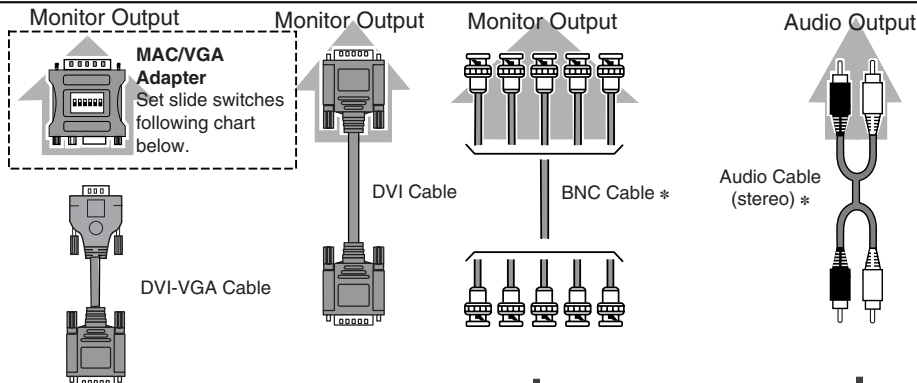 Monitor Output
Monitor Output
Monitor Output
Audio Output
MAC/VGA
Adapter
Set slide switches
following chart
below.
DVI Cable
BNC Cable *
Audio Cable
(stereo) *
DVI-VGA Cable